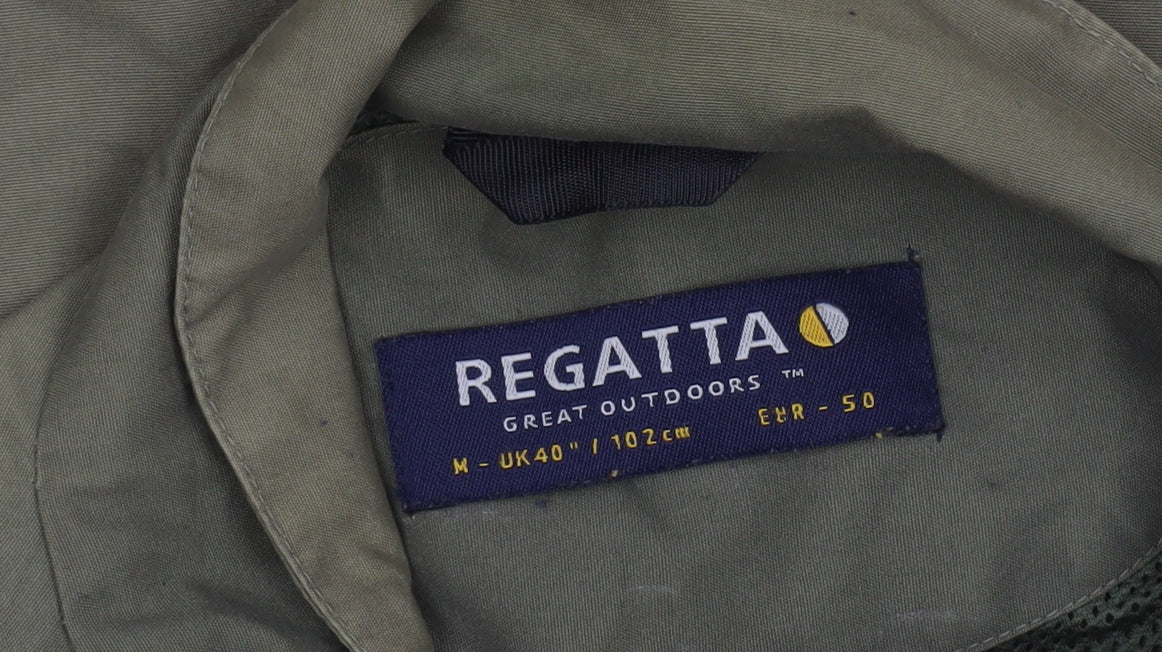 REGATTA
GREAT OUTDOORS ™
M - UK40" / 102cm EUR - 50